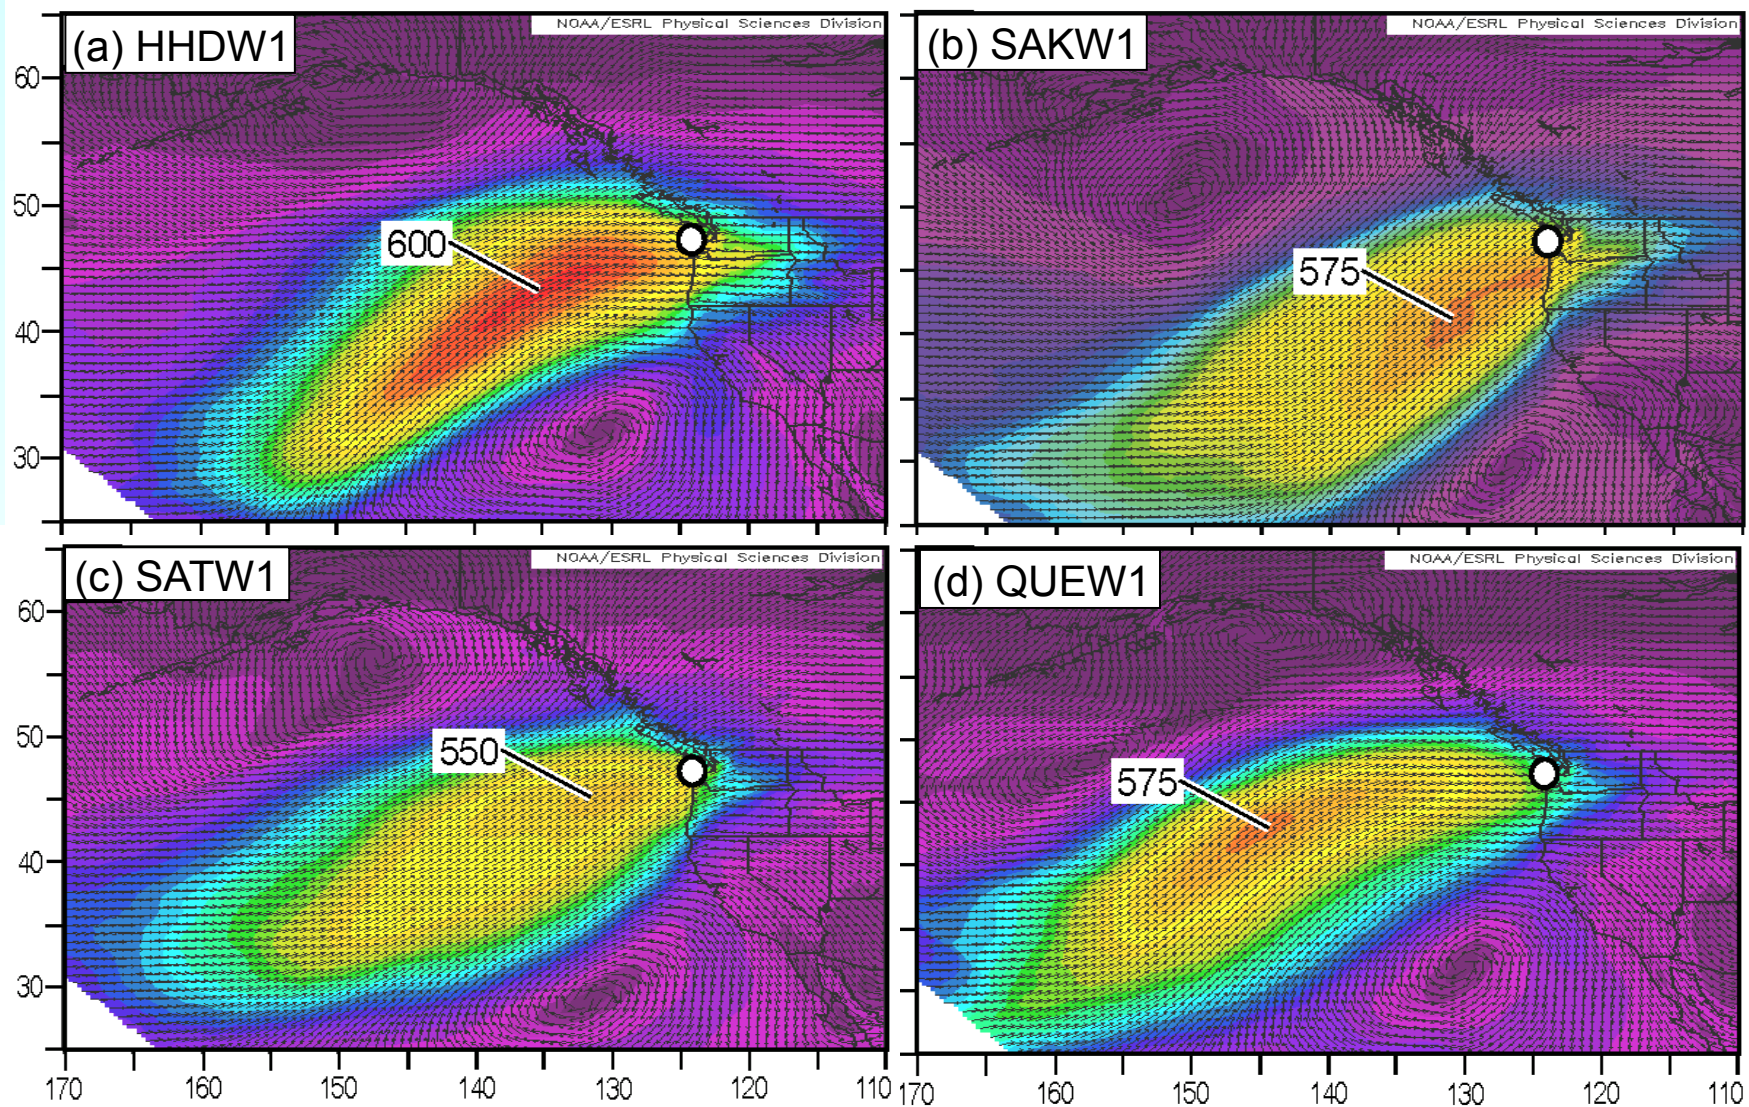 (a) HHDW1
NOAA/ESRL Physical Sciences Division
(b) SAKW1
NOAA/ESRL Physical Sciences Division
60
50
40
30
600
575
(c) SATW1
NOAA/ESRL Physical Sciences Division
(d) QUEW1
NOAA/ESRL Physical Sciences Division
60
50
40
30
550
575
170 160 150 140 130 120 110
170 160 150 140 130 120 110